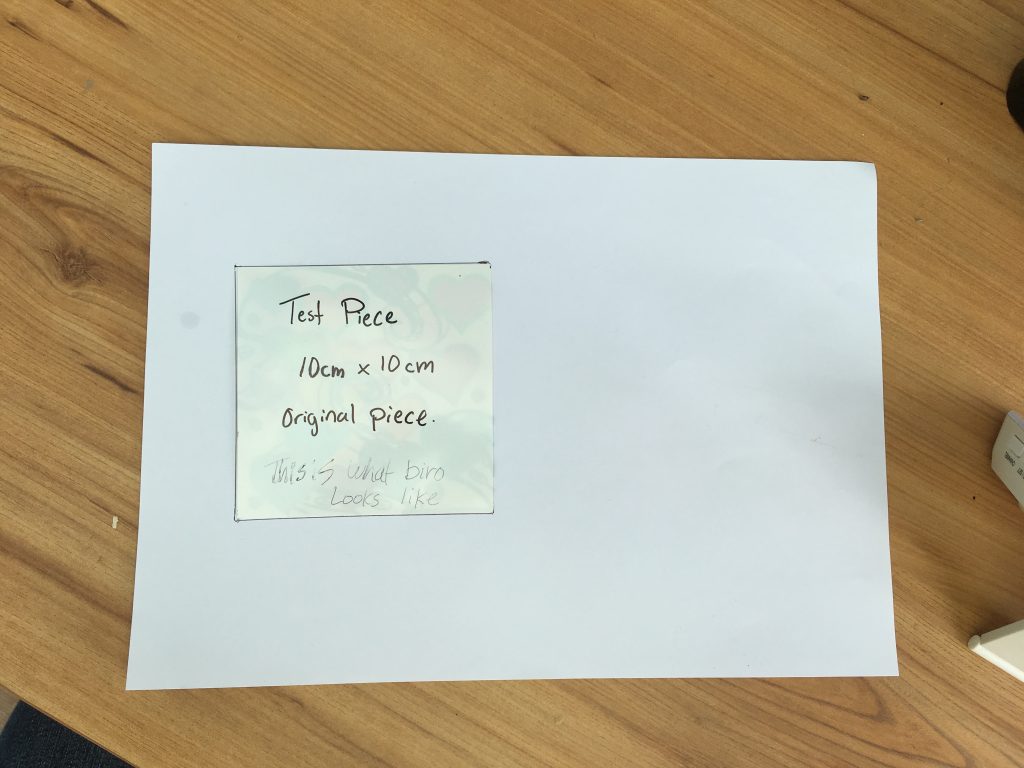 Test Piece
10cm x 10cm
Original piece.
This is what biro
Looks like